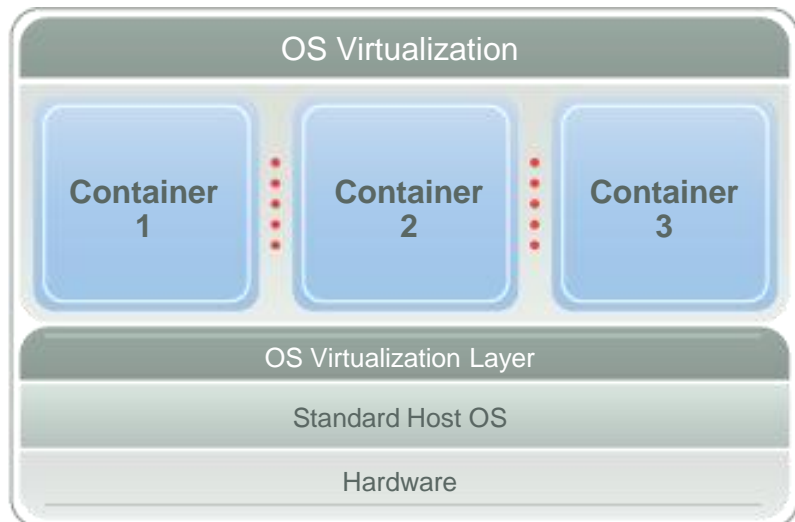 OS Virtualization
Container
1
Container
2
Container
3
OS Virtualization Layer
Standard Host OS
Hardware